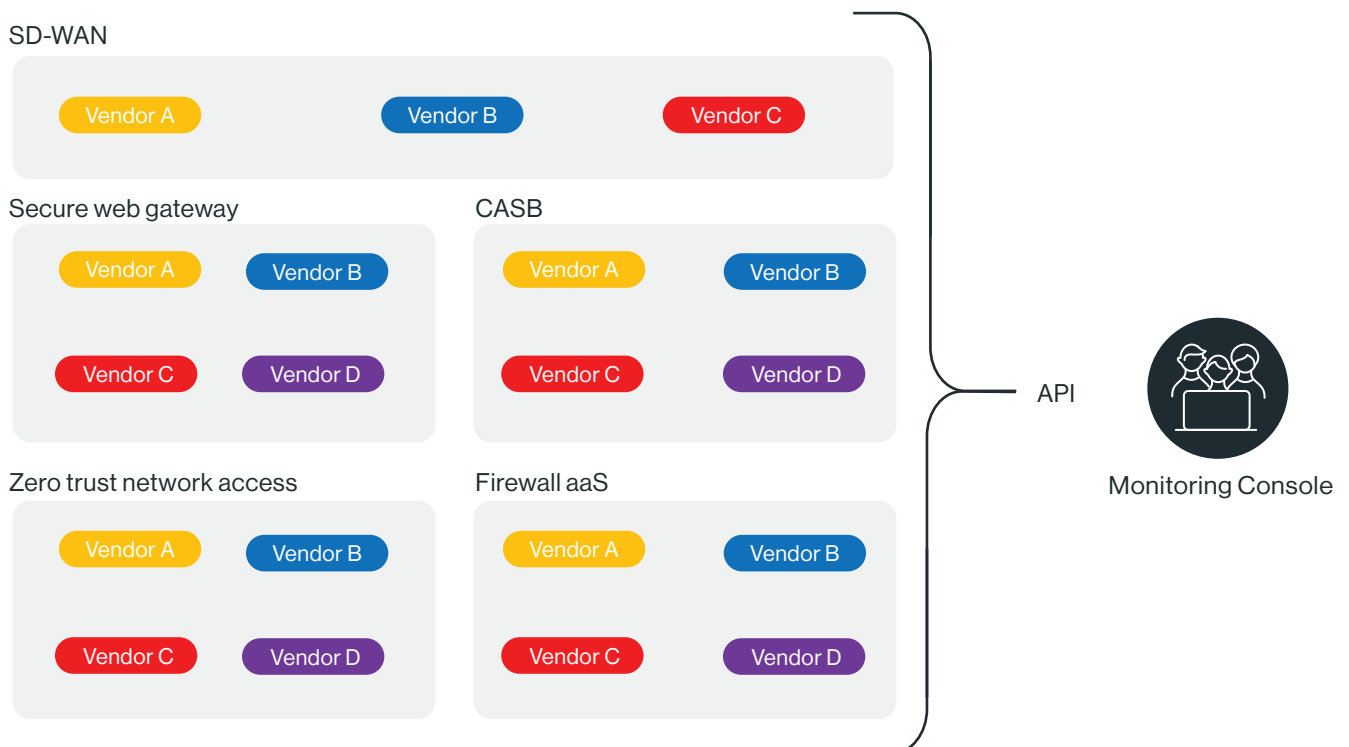 SD-WAN
Vendor A Vendor B Vendor C
Secure web gateway
Vendor A Vendor B
Vendor C Vendor D
CASB
Vendor A Vendor B
Vendor C Vendor D
Zero trust network access
Vendor A Vendor B
Vendor C Vendor D
Firewall aaS
Vendor A Vendor B
Vendor C Vendor D
API
Monitoring Console